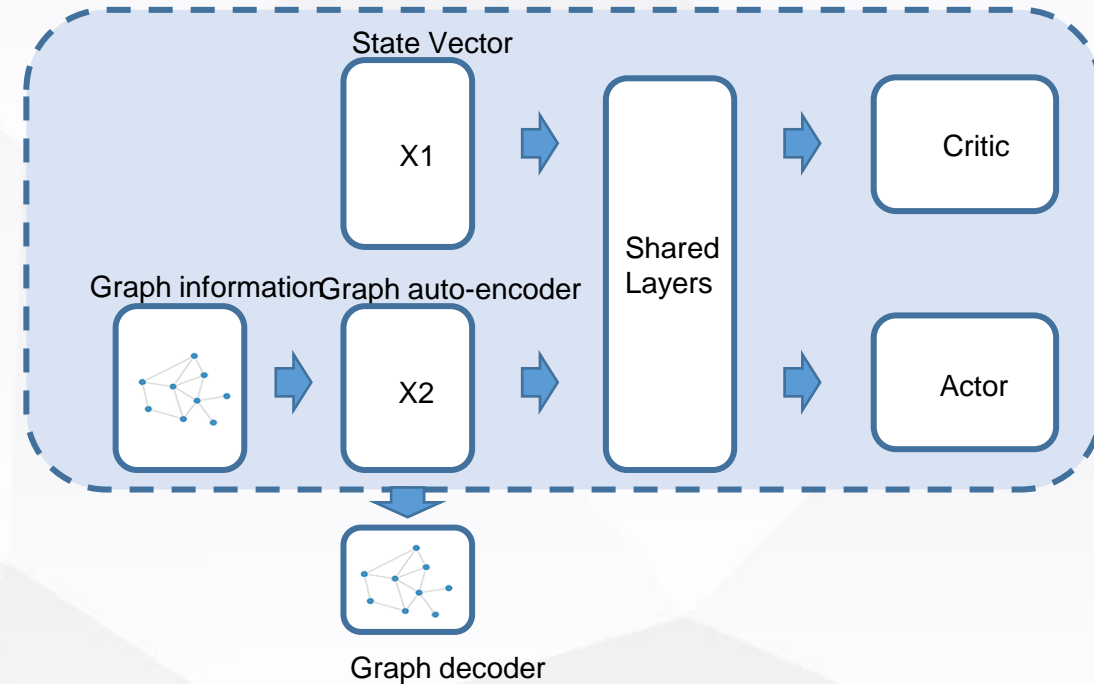 State Vector
X1
Critic
Shared
Layers
Graph information
Graph auto-encoder
X2
Actor
Graph decoder